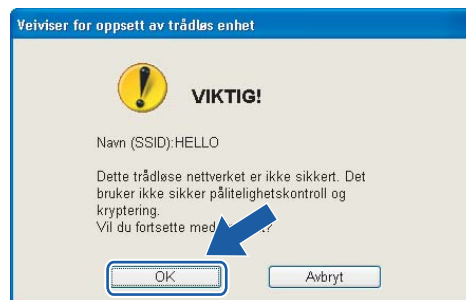 Veiviser for oppsett av trådløs enhet
VIKTIG!
Navn (SSID):HELLO
Dette trådløse nettverket er ikke sikkert. Det
bruker ikke sikker pålitelighetskontroll og
kryptering.
Vil du fortsette med
OK Avbryt